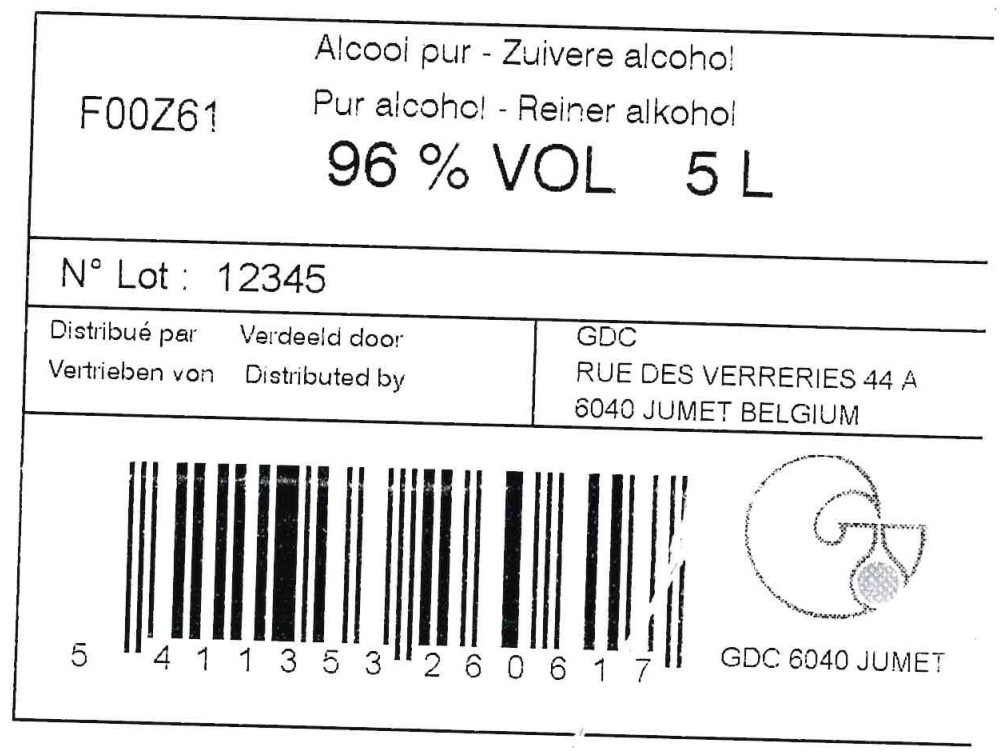 Alcool pur - Zuivere alcohol
F00Z61
Pur alcohol - Reiner alkohol
96 % VOL 5 L
N° Lot : 12345
Distribué par Verdeeld door
Vertrieben von Distributed by
GDC
RUE DES VERRERIES 44 A
6040 JUMET BELGIUM
5 411353 260617
GDC 6040 JUMET